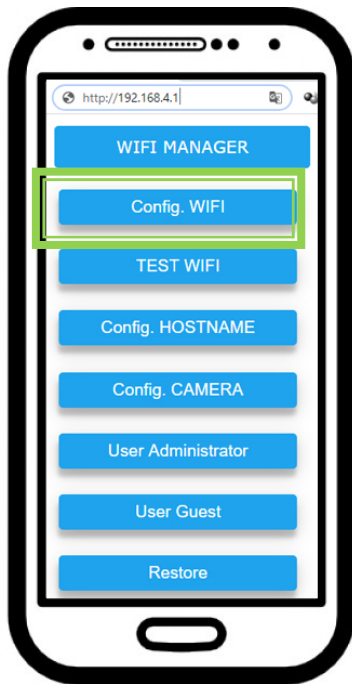 http://192.168.4.1
WIFI MANAGER
Config. WIFI
TEST WIFI
Config. HOSTNAME
Config. CAMERA
User Administrator
User Guest
Restore